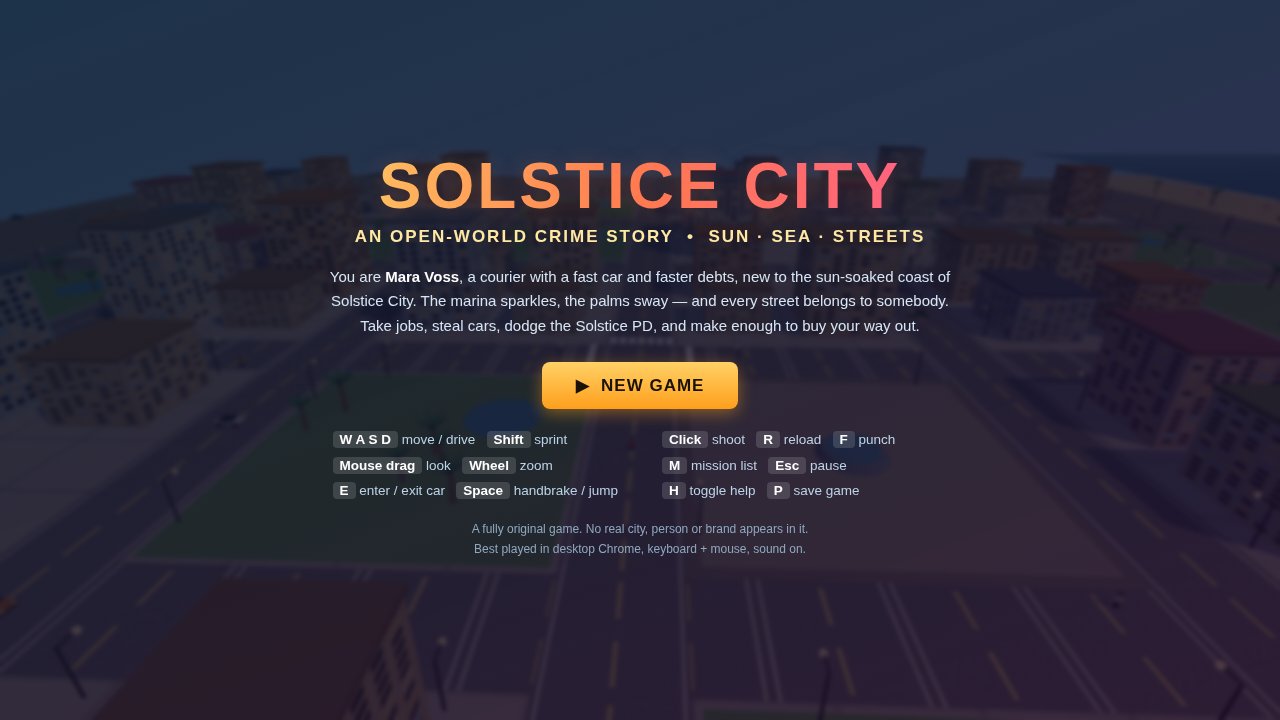 SOLSTICE CITY
AN OPEN-WORLD CRIME STORY • SUN · SEA · STREETS
You are Mara Voss, a courier with a fast car and faster debts, new to the sun-soaked coast of
Solstice City. The marina sparkles, the palms sway — and every street belongs to somebody.
Take jobs, steal cars, dodge the Solstice PD, and make enough to buy your way out.
▶ NEW GAME
W A S D move / drive Shift sprint
Mouse drag look Wheel zoom
E enter / exit car Space handbrake / jump
Click shoot R reload F punch
M mission list Esc pause
H toggle help P save game
A fully original game. No real city, person or brand appears in it.
Best played in desktop Chrome, keyboard + mouse, sound on.